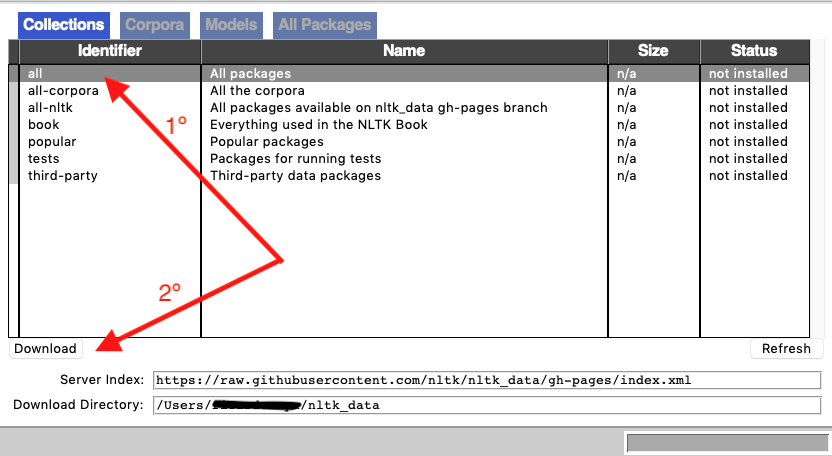 Collections Corpora Models All Packages
Identifier Name Size Status
all All packages n/a not installed
all-corpora All the corpora n/a not installed
all-nltk All packages available on nltk_data gh-pages branch n/a not installed
book Everything used in the NLTK Book n/a not installed
popular Popular packages n/a not installed
tests Packages for running tests n/a not installed
third-party Third-party data packages n/a not installed
1º
2º
Download Refresh
Server Index: https://raw.githubusercontent.com/nltk/nltk_data/gh-pages/index.xml
Download Directory: /Users/ /nltk_data